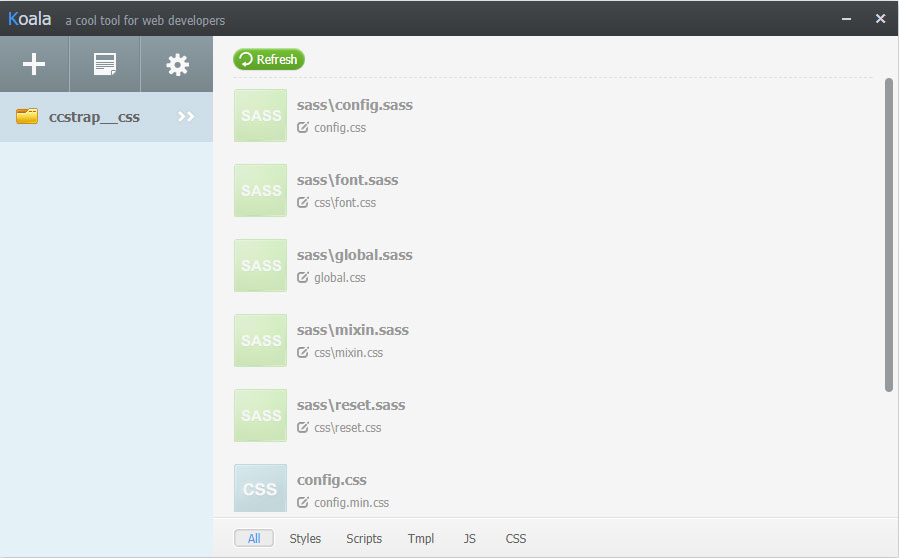 Koala a cool tool for web developers
ccstrap__css
Refresh
SASS
sass\config.sass
config.css
SASS
sass\font.sass
css\font.css
SASS
sass\global.sass
global.css
SASS
sass\mixin.sass
css\mixin.css
SASS
sass\reset.sass
css\reset.css
CSS
config.css
config.min.css
All Styles Scripts Tmpl JS CSS